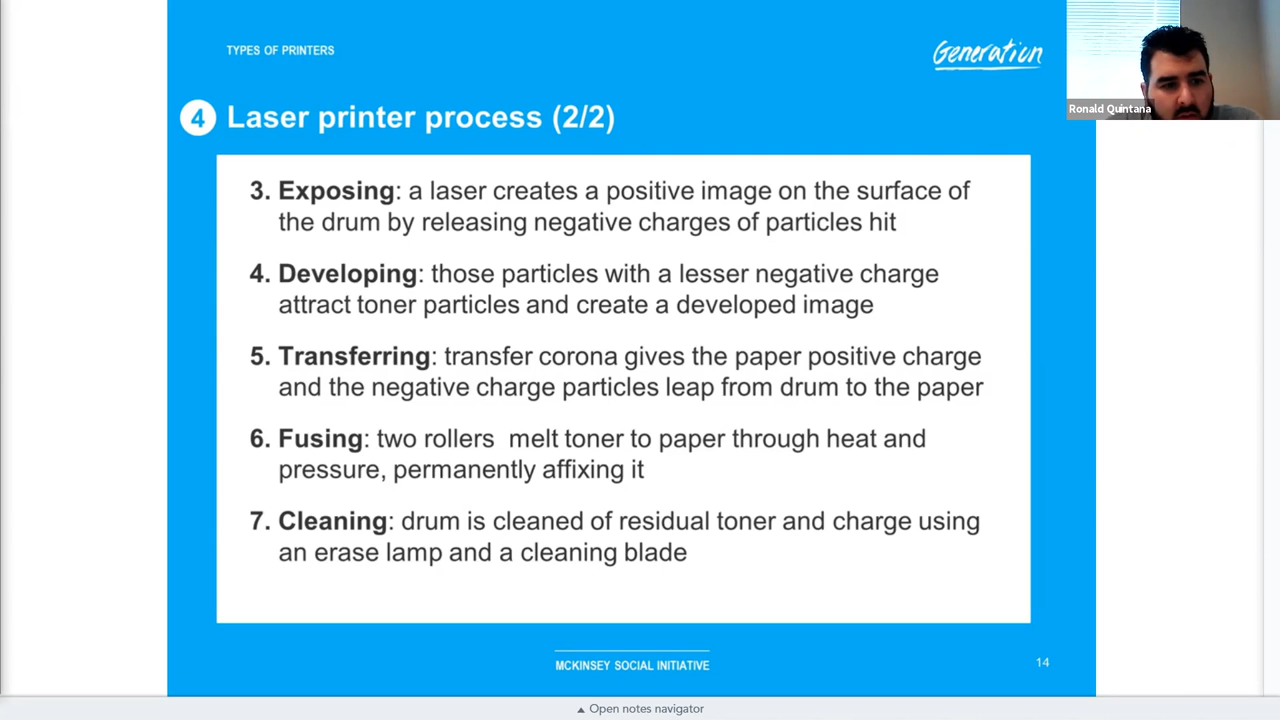 TYPES OF PRINTERS
Generation
Ronald Quintana
4 Laser printer process (2/2)
3. Exposing: a laser creates a positive image on the surface of
the drum by releasing negative charges of particles hit
4. Developing: those particles with a lesser negative charge
attract toner particles and create a developed image
5. Transferring: transfer corona gives the paper positive charge
and the negative charge particles leap from drum to the paper
6. Fusing: two rollers  melt toner to paper through heat and
pressure, permanently affixing it
7. Cleaning: drum is cleaned of residual toner and charge using
an erase lamp and a cleaning blade
MCKINSEY SOCIAL INITIATIVE
14
▲ Open notes navigator